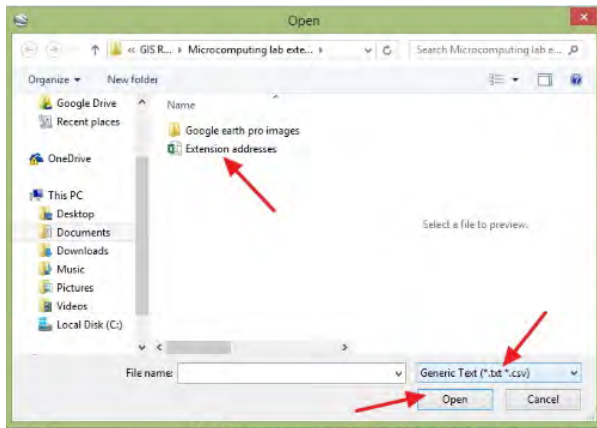 Open
« GIS R... › Microcomputing lab exte... ›
Search Microcomputing lab e...
Organize
New folder
Google Drive
Recent places
OneDrive
This PC
Desktop
Documents
Downloads
Music
Pictures
Videos
Local Disk (C:)
Name
Google earth pro images
Extension addresses
Select a file to preview.
File name:
Generic Text (*.txt *.csv)
Open
Cancel